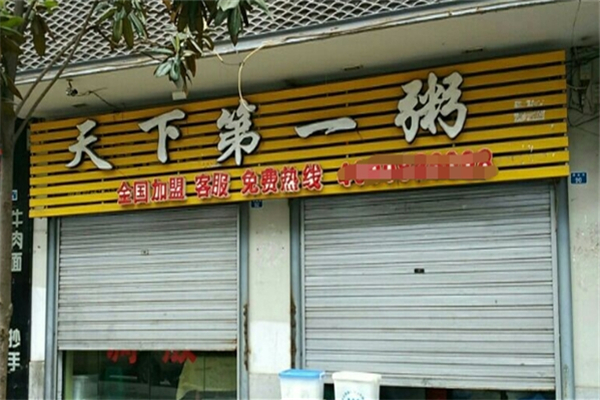 天下第一粥
全国加盟 客服 免费热线
牛肉面
抄手